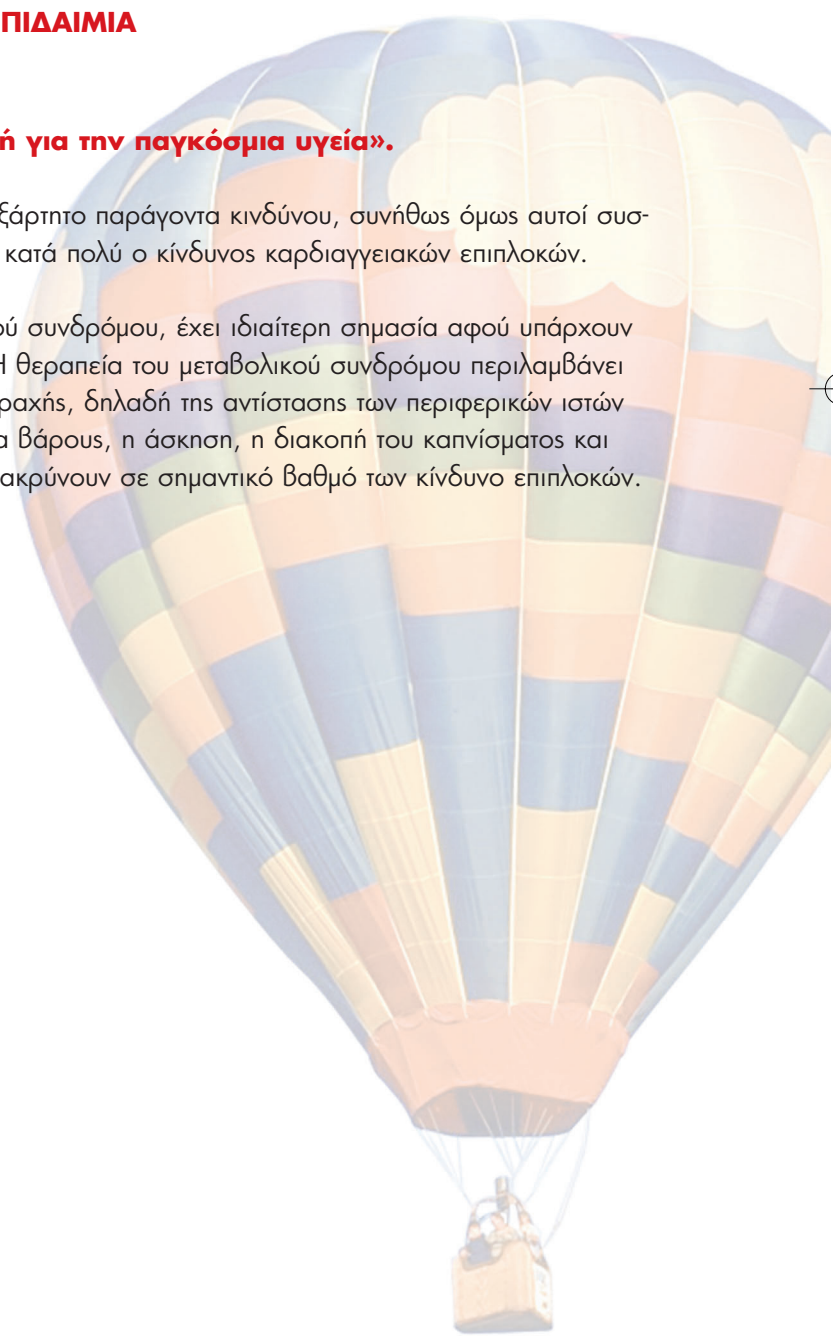 ΠΙΔΑΙΜΙΑ
ή για την παγκόσμια υγεία».
ξάρτητο παράγοντα κινδύνου, συνήθως όμως αυτοί συσ-
κατά πολύ ο κίνδυνος καρδιαγγειακών επιπλοκών.
ού συνδρόμου, έχει ιδιαίτερη σημασία αφού υπάρχουν
Η θεραπεία του μεταβολικού συνδρόμου περιλαμβάνει
ραχής, δηλαδή της αντίστασης των περιφερικών ιστών
α βάρους, η άσκηση, η διακοπή του καπνίσματος και
ακρύνουν σε σημαντικό βαθμό των κίνδυνο επιπλοκών.